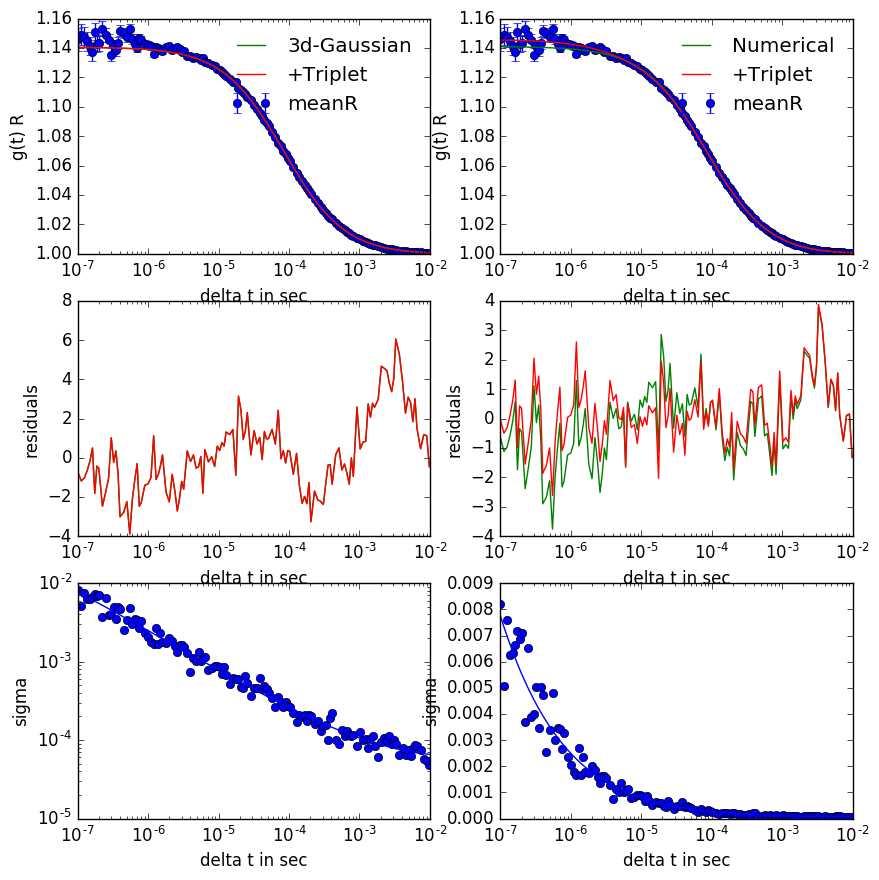 1.16
1.14
1.12
1.10
1.08
1.06
1.04
1.02
1.00
g(t) R
3d-Gaussian
+Triplet
meanR
10^-7 10^-6 10^-5 10^-4 10^-3 10^-2
delta t in sec
1.16
1.14
1.12
1.10
1.08
1.06
1.04
1.02
1.00
g(t) R
Numerical
+Triplet
meanR
10^-7 10^-6 10^-5 10^-4 10^-3 10^-2
delta t in sec
8
6
4
2
0
−2
−4
residuals
10^-7 10^-6 10^-5 10^-4 10^-3 10^-2
delta t in sec
4
3
2
1
0
−1
−2
−3
−4
residuals
10^-7 10^-6 10^-5 10^-4 10^-3 10^-2
delta t in sec
10^-2
10^-3
10^-4
10^-5
sigma
10^-7 10^-6 10^-5 10^-4 10^-3 10^-2
delta t in sec
0.009
0.008
0.007
0.006
0.005
0.004
0.003
0.002
0.001
0.000
sigma
10^-7 10^-6 10^-5 10^-4 10^-3 10^-2
delta t in sec